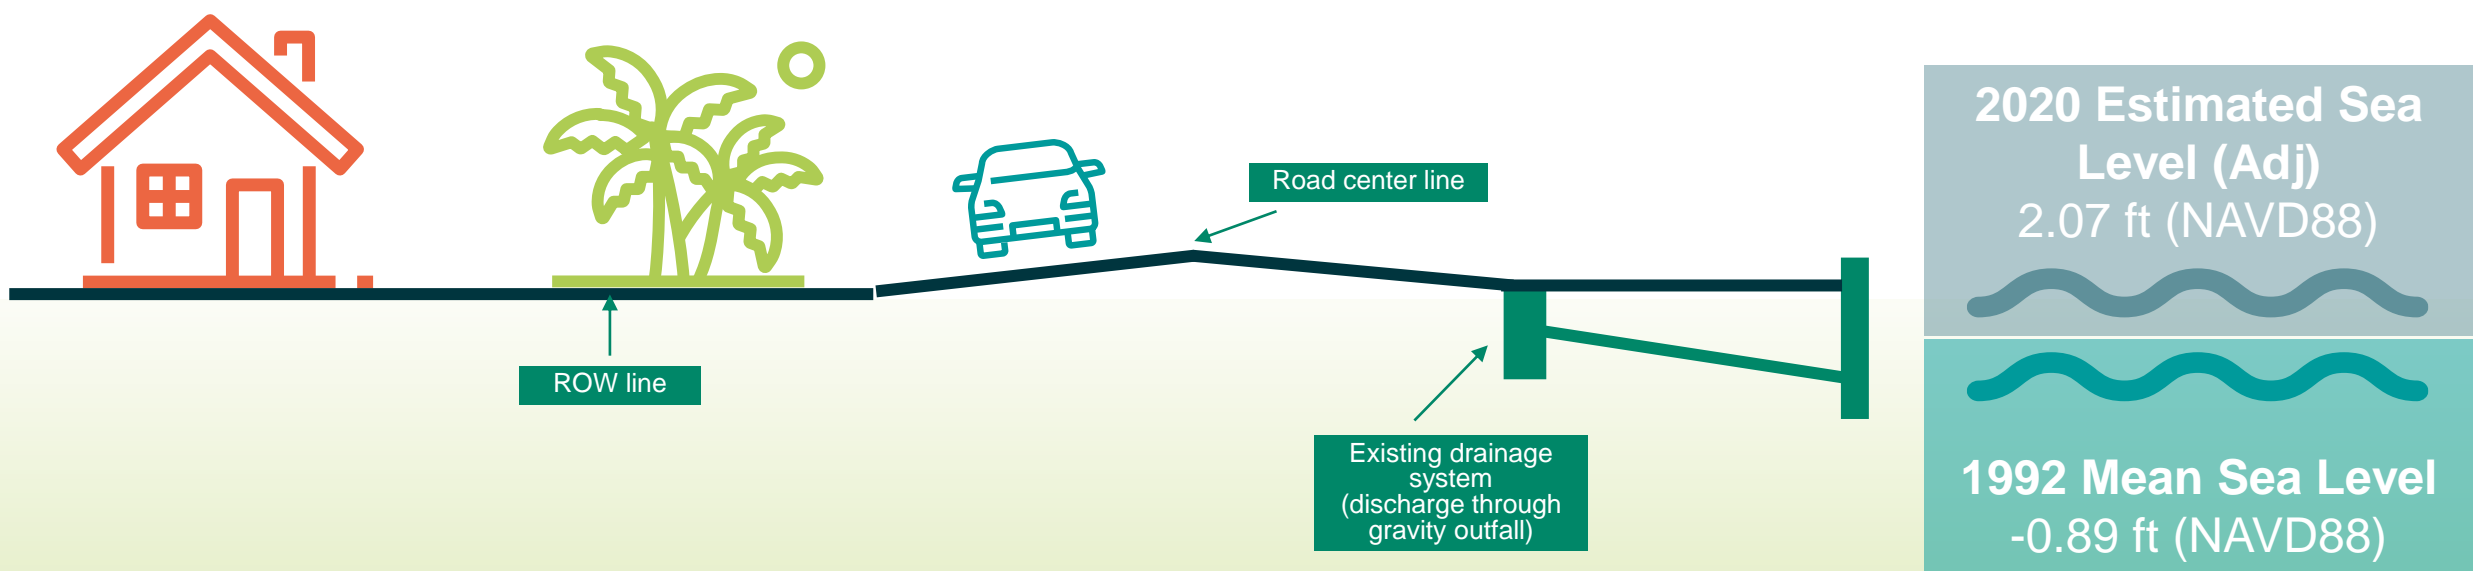 2020 Estimated Sea
Level (Adj)
2.07 ft (NAVD88)
Road center line
ROW line
Existing drainage
system
(discharge through
gravity outfall)
1992 Mean Sea Level
-0.89 ft (NAVD88)